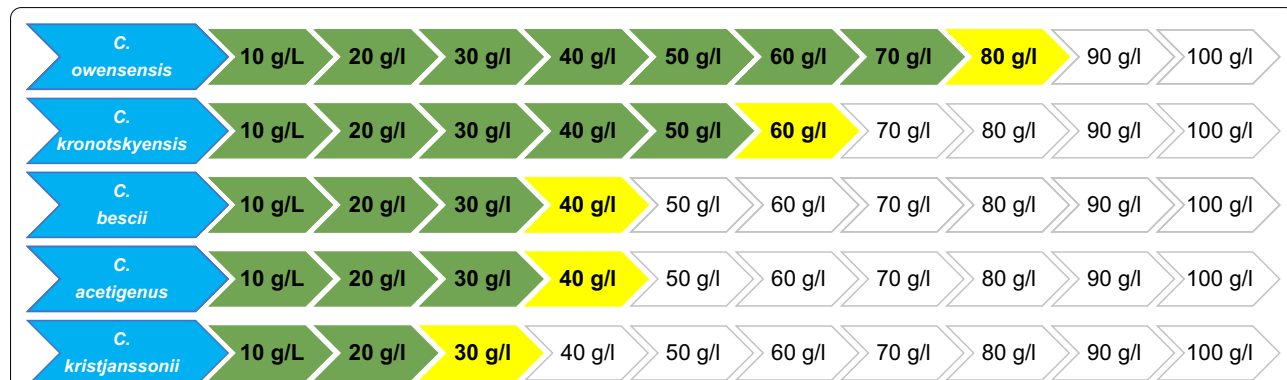 C.
owensensis 10 g/L 20 g/l 30 g/l 40 g/l 50 g/l 60 g/l 70 g/l 80 g/l 90 g/l 100 g/l
C.
kronotskyensis 10 g/L 20 g/l 30 g/l 40 g/l 50 g/l 60 g/l 70 g/l 80 g/l 90 g/l 100 g/l
C.
bescii 10 g/L 20 g/l 30 g/l 40 g/l 50 g/l 60 g/l 70 g/l 80 g/l 90 g/l 100 g/l
C.
acetigenus 10 g/L 20 g/l 30 g/l 40 g/l 50 g/l 60 g/l 70 g/l 80 g/l 90 g/l 100 g/l
C.
kristjanssonii 10 g/L 20 g/l 30 g/l 40 g/l 50 g/l 60 g/l 70 g/l 80 g/l 90 g/l 100 g/l